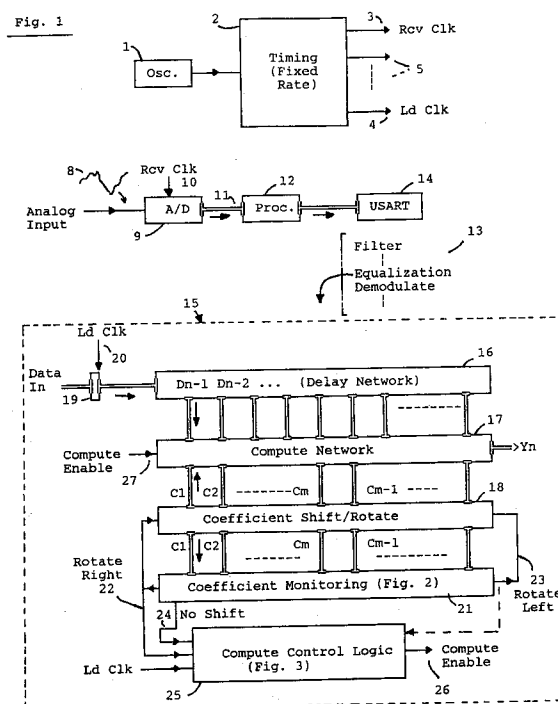 Fig. 1
1
Osc.
2
Timing
(Fixed
Rate)
3
Rcv Clk
5
4
Ld Clk
8
Rcv Clk
10
Analog
Input
A/D
9
11
12
Proc.
14
USART
13
Filter
Equalization
Demodulate
15
Ld Clk
20
Data
In
19
16
Dn-1 Dn-2 ... (Delay Network)
17
Compute
Enable
27
Compute Network
>Yn
C1 C2 Cm Cm-1
18
Coefficient Shift/Rotate
C1 C2 Cm Cm-1
Rotate
Right
22
23
Rotate
Left
Coefficient Monitoring (Fig. 2)
21
24
No Shift
Compute Control Logic
(Fig. 3)
Ld Clk
25
Compute
Enable
26